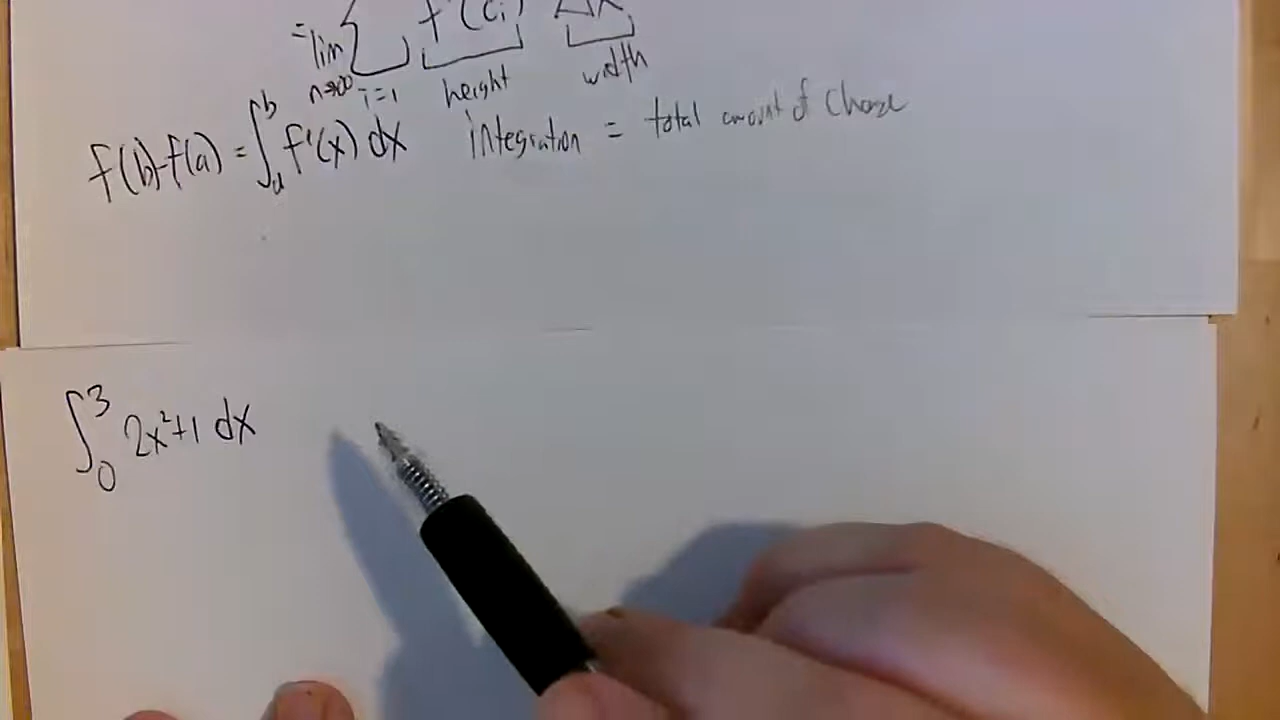 = lim Σ f'(ci) Δx
n→∞ i=1 height width
f(b)-f(a) = ∫ₐᵇ f'(x) dx integration = total amount of change
∫₀³ 2x²+1 dx